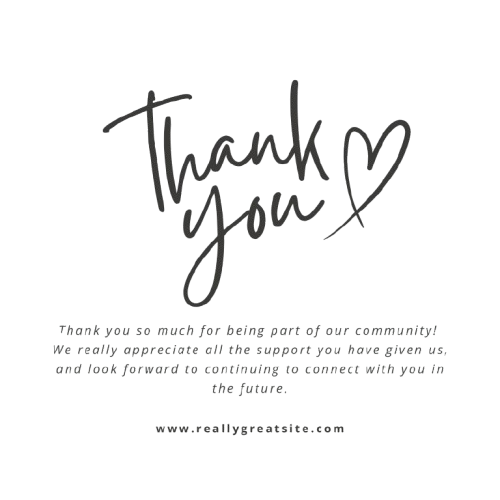 Thank
you
Thank you so much for being part of our community!
We really appreciate all the support you have given us,
and look forward to continuing to connect with you in
the future.
www.reallygreatsite.com